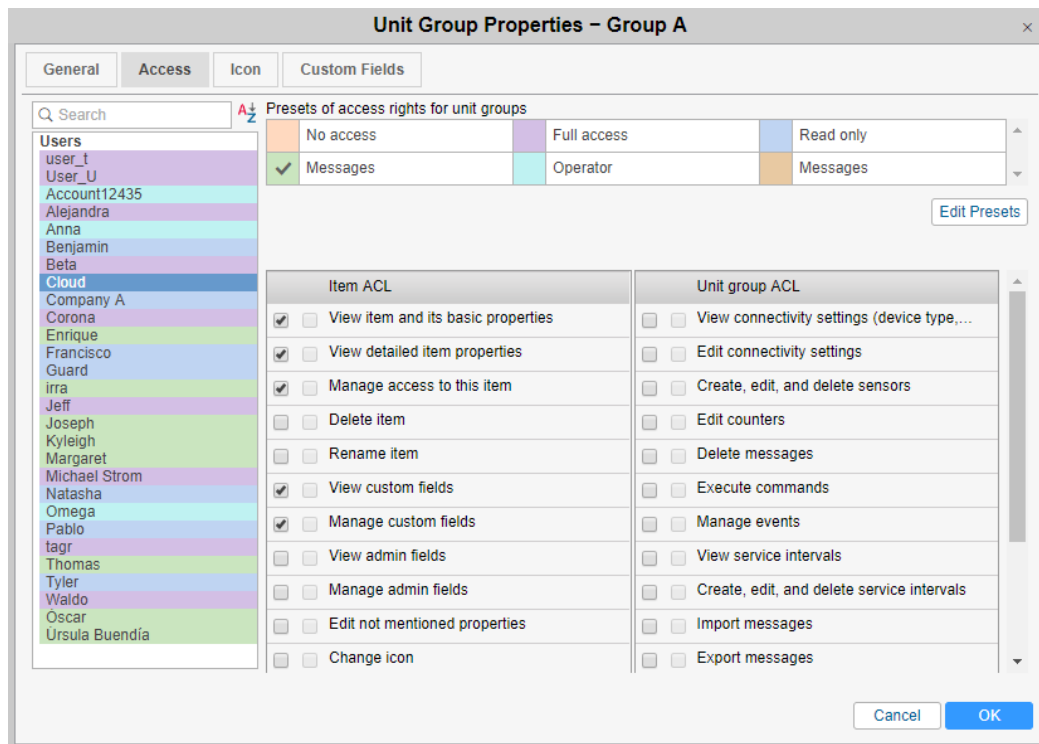 Unit Group Properties – Group A
General Access Icon Custom Fields
Search
A Z
Users
user_t
User_U
Account12435
Alejandra
Anna
Benjamin
Beta
Cloud
Company A
Corona
Enrique
Francisco
Guard
irra
Jeff
Joseph
Kyleigh
Margaret
Michael Strom
Natasha
Omega
Pablo
tagr
Thomas
Tyler
Waldo
Óscar
Úrsula Buendía
Presets of access rights for unit groups
No access Full access Read only
Messages Operator Messages
Edit Presets
Item ACL Unit group ACL
View item and its basic properties View connectivity settings (device type,...
View detailed item properties Edit connectivity settings
Manage access to this item Create, edit, and delete sensors
Delete item Edit counters
Rename item Delete messages
View custom fields Execute commands
Manage custom fields Manage events
View admin fields View service intervals
Manage admin fields Create, edit, and delete service intervals
Edit not mentioned properties Import messages
Change icon Export messages
Cancel OK